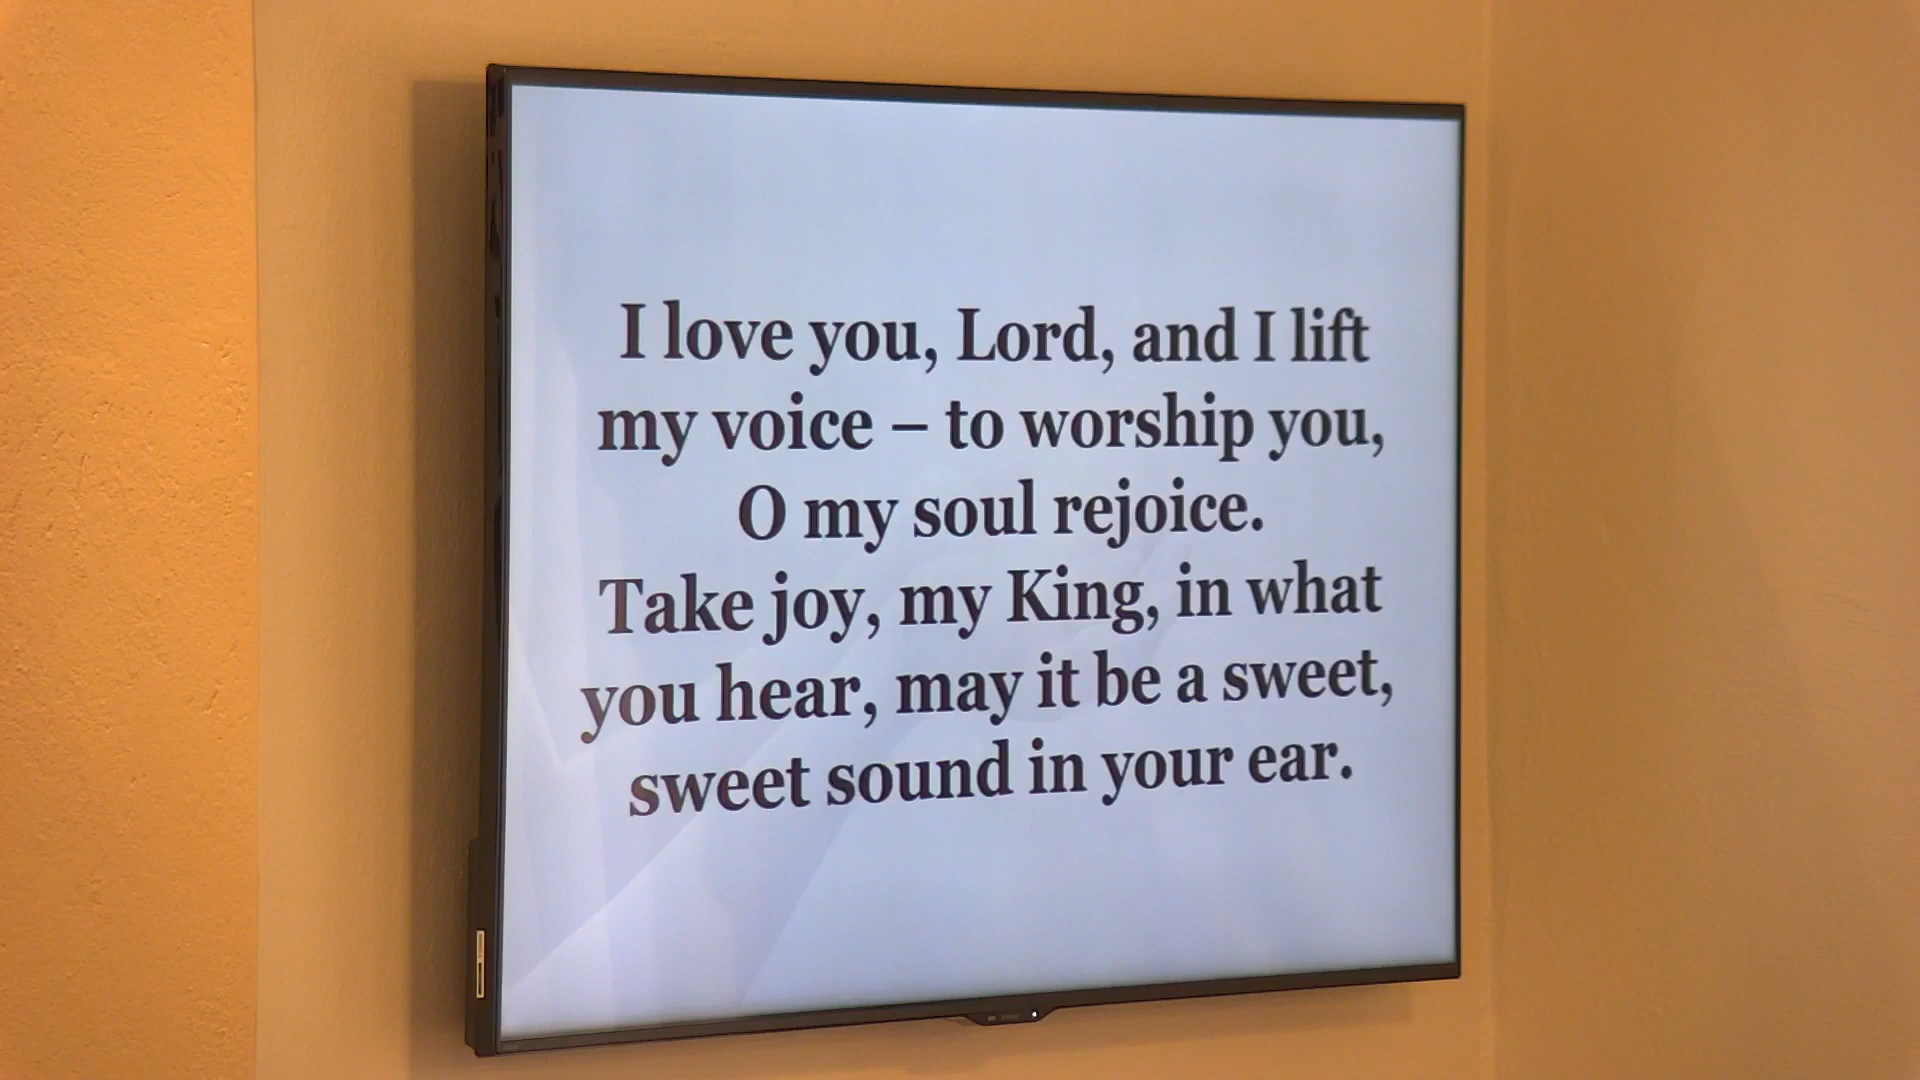 I love you, Lord, and I lift
my voice – to worship you,
O my soul rejoice.
Take joy, my King, in what
you hear, may it be a sweet,
sweet sound in your ear.